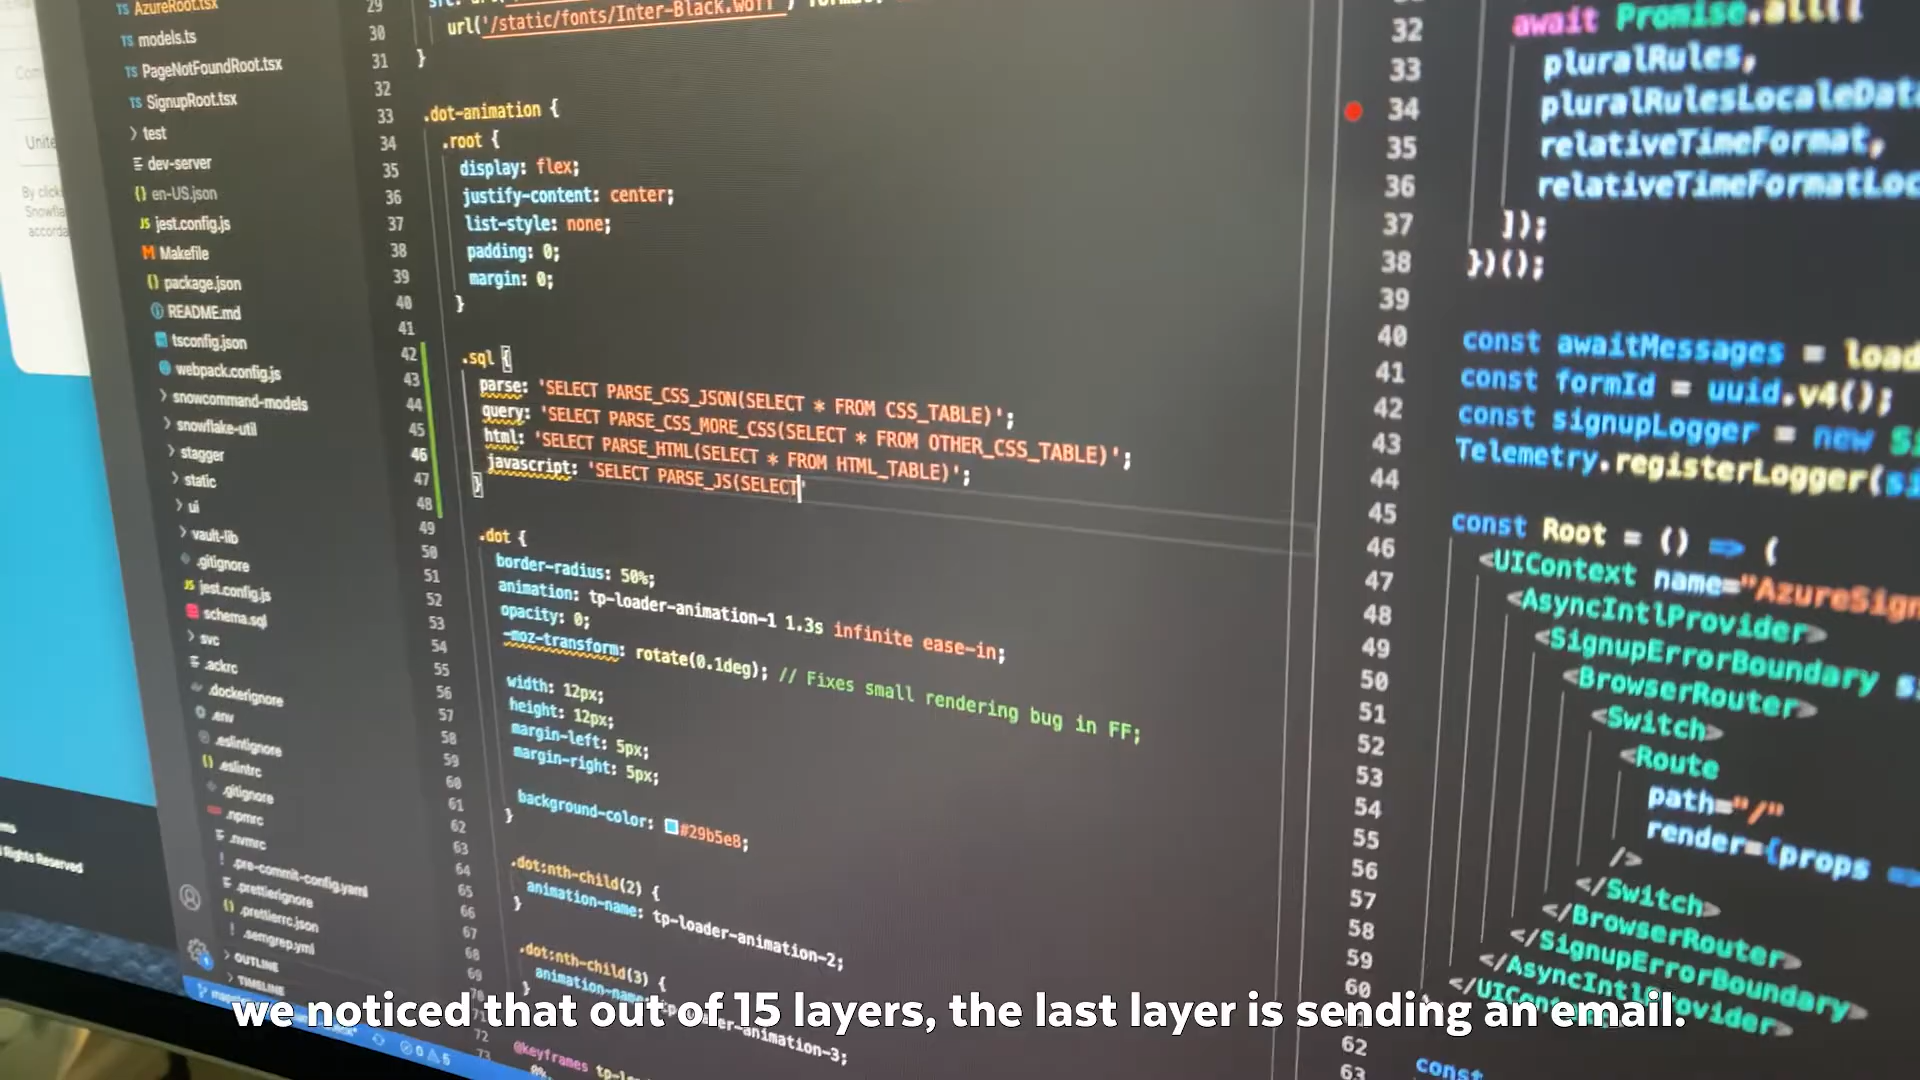 AzureRoot.tsx
models.ts
PageNotFoundRoot.tsx
SignupRoot.tsx
test
dev-server
en-US.json
jest.config.js
Makefile
package.json
README.md
tsconfig.json
webpack.config.js
snowcommand-models
snowflake-util
stagger
static
ui
vault-lib
.gitignore
jest.config.js
schema.sql
svc
.ackrc
.dockerignore
.env
.eslintignore
.eslintrc
.gitignore
.npmrc
.nvmrc
.pre-commit-config.yaml
.prettierignore
.prettierrc.json
.semgrep.yml
OUTLINE
TIMELINE
Rights Reserved
29
30 url('/static/fonts/Inter-Black.woff')
31 }
32
33 .dot-animation {
34 .root {
35 display: flex;
36 justify-content: center;
37 list-style: none;
38 padding: 0;
39 margin: 0;
40 }
41
42 .sql {
43 parse: 'SELECT PARSE_CSS_JSON(SELECT * FROM CSS_TABLE)';
44 query: 'SELECT PARSE_CSS_MORE_CSS(SELECT * FROM OTHER_CSS_TABLE)';
45 html: 'SELECT PARSE_HTML(SELECT * FROM HTML_TABLE)';
46 javascript: 'SELECT PARSE_JS(SELECT'
47 }
48
49 .dot {
50 border-radius: 50%;
51 animation: tp-loader-animation-1 1.3s infinite ease-in;
52 opacity: 0;
53 -moz-transform: rotate(0.1deg); // Fixes small rendering bug in FF;
54
55 width: 12px;
56 height: 12px;
57 margin-left: 5px;
58 margin-right: 5px;
59
60 background-color: #29b5e8;
61 }
62
63 .dot:nth-child(2) {
64 animation-name: tp-loader-animation-2;
65 }
66
67 .dot:nth-child(3) {
68 animation-name: tp-loader-animation-3;
69 }
@keyframes
0%
32 await Promise.all([
33 pluralRules,
34 pluralRulesLocaleData
35 relativeTimeFormat,
36 relativeTimeFormatLoc
37 ]);
38 })();
39
40 const awaitMessages = load
41 const formId = uuid.v4();
42 const signupLogger = new Si
43 Telemetry.registerLogger(si
44
45 const Root = () => (
46 <UIContext name="AzureSign
47 <AsyncIntlProvider>
48 <SignupErrorBoundary
49 <BrowserRouter>
50 <Switch>
51 <Route
52 path="/"
53 render={props =>
54 />
55 </Switch>
56 </BrowserRouter>
57 </SignupErrorBoundary>
58 </AsyncIntlProvider>
59 </UIContext>
60
62 const
63
we noticed that out of 15 layers, the last layer is sending an email.